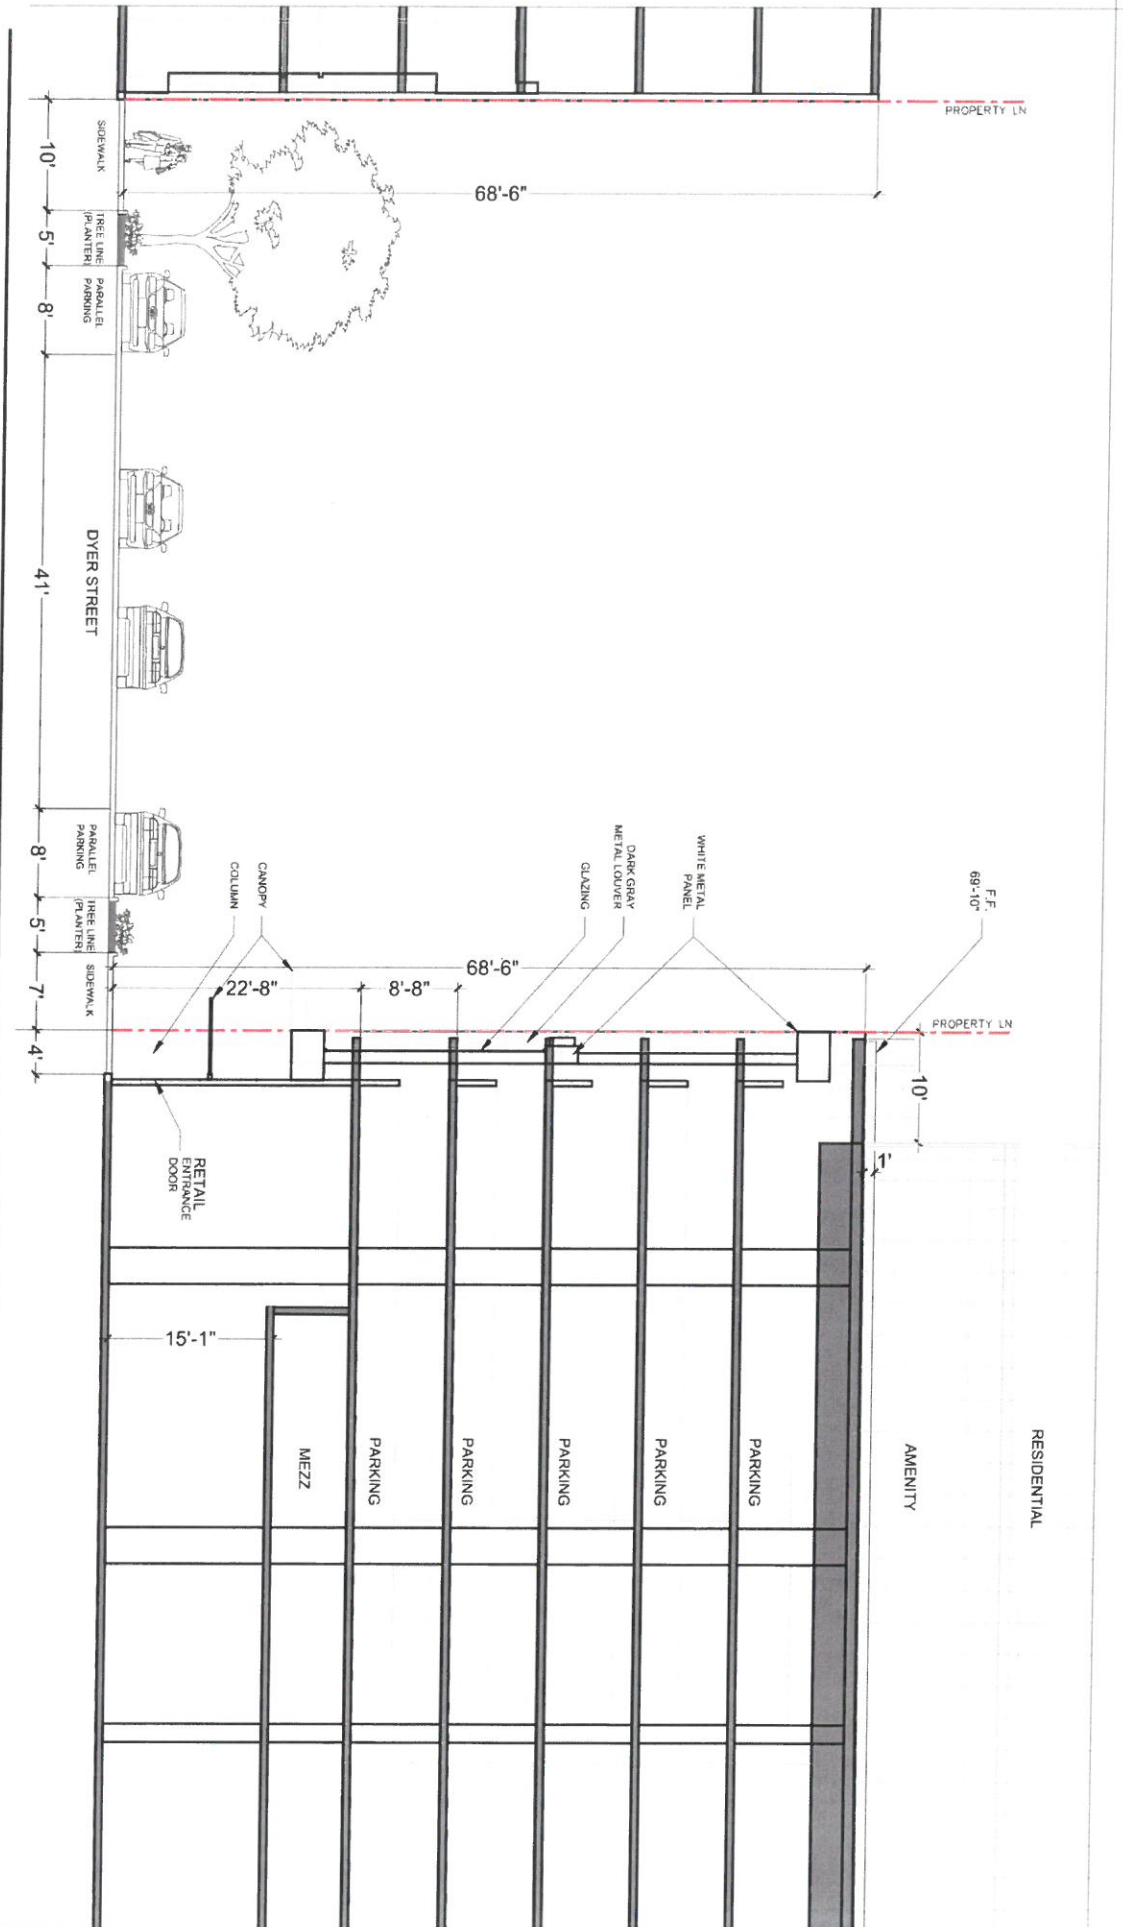 RESIDENTIAL
AMENITY
F.F.
69'-10"
PROPERTY LN
PROPERTY LN
10'
1'
68'-6"
68'-6"
WHITE METAL
PANEL
DARK GRAY
METAL LOUVER
GLAZING
8'-8"
22'-8"
PARKING
PARKING
PARKING
PARKING
PARKING
MEZZ
15'-1"
CANOPY
COLUMN
RETAIL
ENTRANCE
DOOR
SIDEWALK
10'
TREE LINE
(PLANTER)
5'
PARALLEL
PARKING
8'
DYER STREET
41'
PARALLEL
PARKING
8'
TREE LINE
(PLANTER)
5'
SIDEWALK
7'
4'